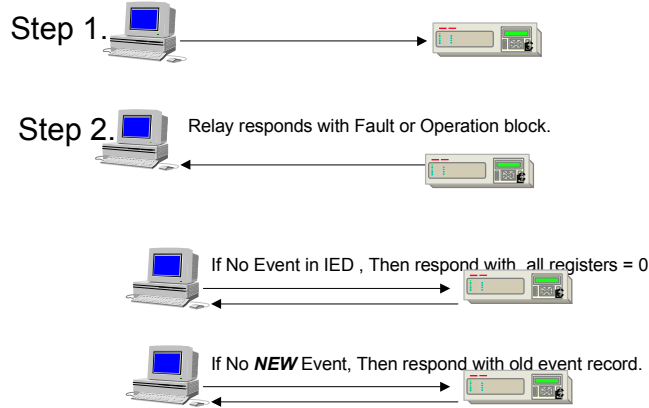 Step 1.
Step 2.
Relay responds with Fault or Operation block.
If No Event in IED , Then respond with all registers = 0
If No NEW Event, Then respond with old event record.